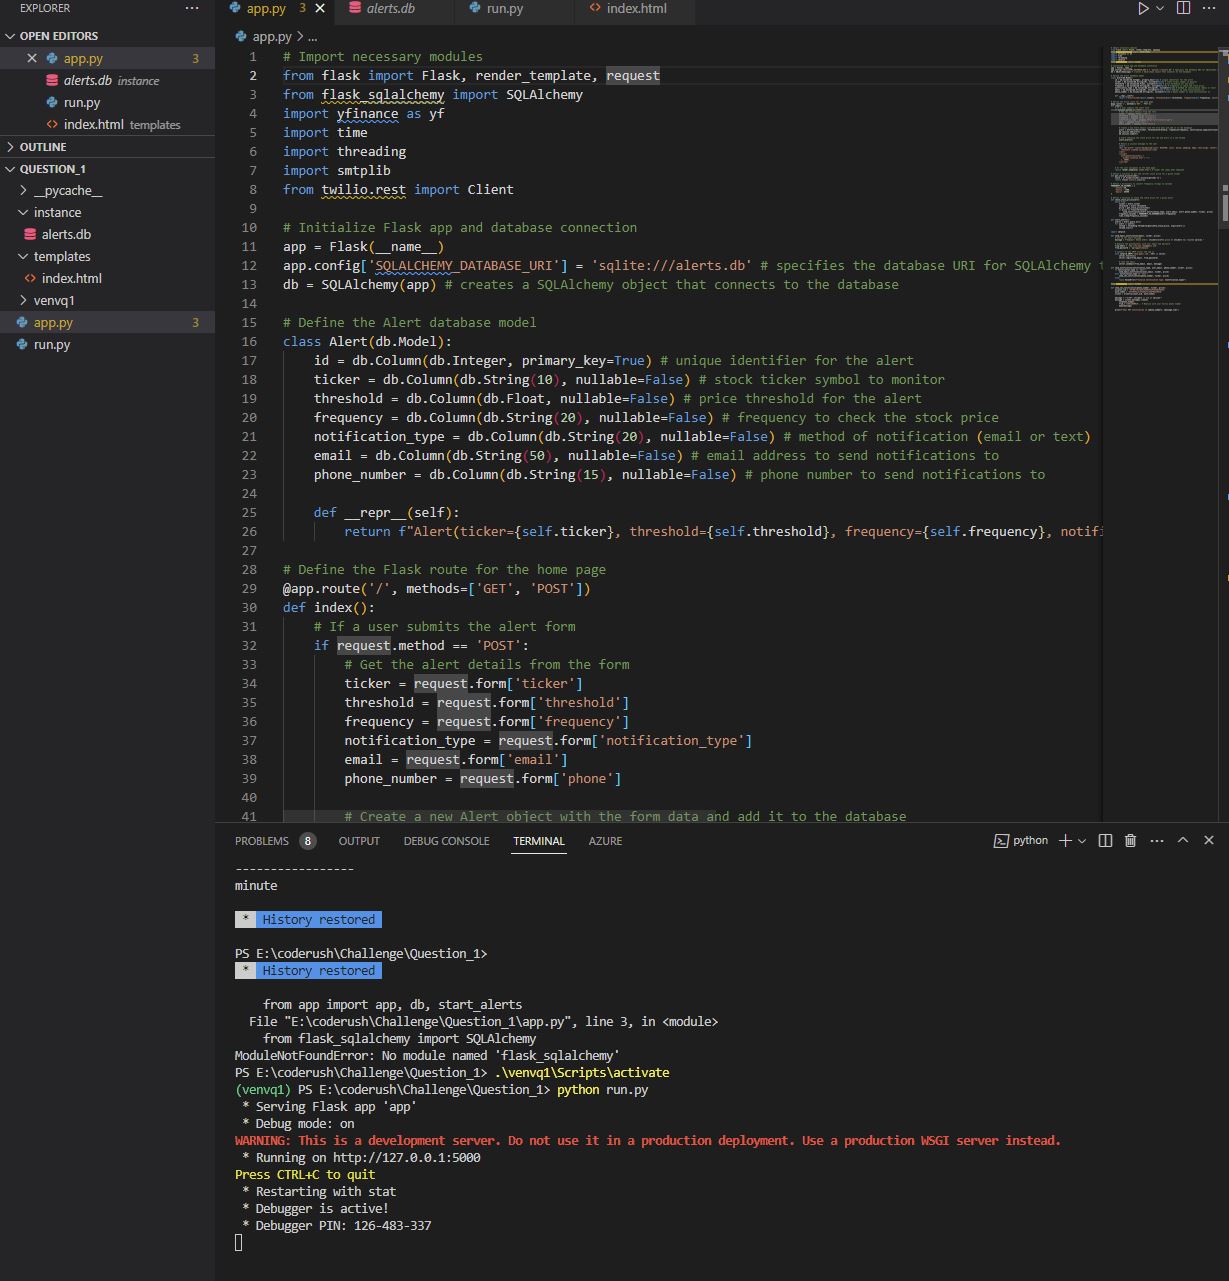 EXPLORER
OPEN EDITORS
app.py 3
alerts.db instance
run.py
index.html templates
OUTLINE
QUESTION_1
__pycache__
instance
alerts.db
templates
index.html
venvq1
app.py 3
run.py
app.py 3
alerts.db
run.py
index.html
app.py > ...
1 # Import necessary modules
2 from flask import Flask, render_template, request
3 from flask_sqlalchemy import SQLAlchemy
4 import yfinance as yf
5 import time
6 import threading
7 import smtplib
8 from twilio.rest import Client
9
10 # Initialize Flask app and database connection
11 app = Flask(__name__)
12 app.config['SQLALCHEMY_DATABASE_URI'] = 'sqlite:///alerts.db' # specifies the database URI for SQLAlchemy
13 db = SQLAlchemy(app) # creates a SQLAlchemy object that connects to the database
14
15 # Define the Alert database model
16 class Alert(db.Model):
17 id = db.Column(db.Integer, primary_key=True) # unique identifier for the alert
18 ticker = db.Column(db.String(10), nullable=False) # stock ticker symbol to monitor
19 threshold = db.Column(db.Float, nullable=False) # price threshold for the alert
20 frequency = db.Column(db.String(20), nullable=False) # frequency to check the stock price
21 notification_type = db.Column(db.String(20), nullable=False) # method of notification (email or text)
22 email = db.Column(db.String(50), nullable=False) # email address to send notifications to
23 phone_number = db.Column(db.String(15), nullable=False) # phone number to send notifications to
24
25 def __repr__(self):
26 return f"Alert(ticker={self.ticker}, threshold={self.threshold}, frequency={self.frequency}, notifi
27
28 # Define the Flask route for the home page
29 @app.route('/', methods=['GET', 'POST'])
30 def index():
31 # If a user submits the alert form
32 if request.method == 'POST':
33 # Get the alert details from the form
34 ticker = request.form['ticker']
35 threshold = request.form['threshold']
36 frequency = request.form['frequency']
37 notification_type = request.form['notification_type']
38 email = request.form['email']
39 phone_number = request.form['phone']
40
41 # Create a new Alert object with the form data and add it to the database
PROBLEMS 8 OUTPUT DEBUG CONSOLE TERMINAL AZURE python
-----------------
minute
* History restored
PS E:\coderush\Challenge\Question_1>
* History restored
from app import app, db, start_alerts
File "E:\coderush\Challenge\Question_1\app.py", line 3, in <module>
from flask_sqlalchemy import SQLAlchemy
ModuleNotFoundError: No module named 'flask_sqlalchemy'
PS E:\coderush\Challenge\Question_1> .\venvq1\Scripts\activate
(venvq1) PS E:\coderush\Challenge\Question_1> python run.py
* Serving Flask app 'app'
* Debug mode: on
WARNING: This is a development server. Do not use it in a production deployment. Use a production WSGI server instead.
* Running on http://127.0.0.1:5000
Press CTRL+C to quit
* Restarting with stat
* Debugger is active!
* Debugger PIN: 126-483-337